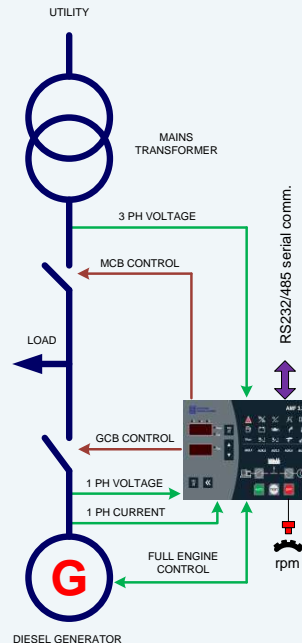 UTILITY
MAINS
TRANSFORMER
3 PH VOLTAGE
MCB CONTROL
RS232/485 serial comm.
LOAD
GCB CONTROL
1 PH VOLTAGE
1 PH CURRENT
FULL ENGINE
CONTROL
rpm
G
DIESEL GENERATOR